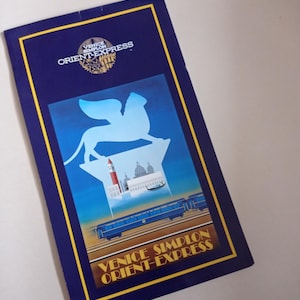 VENICE
SIMPLON
ORIENT-EXPRESS
VENICE SIMPLON
ORIENT-EXPRESS